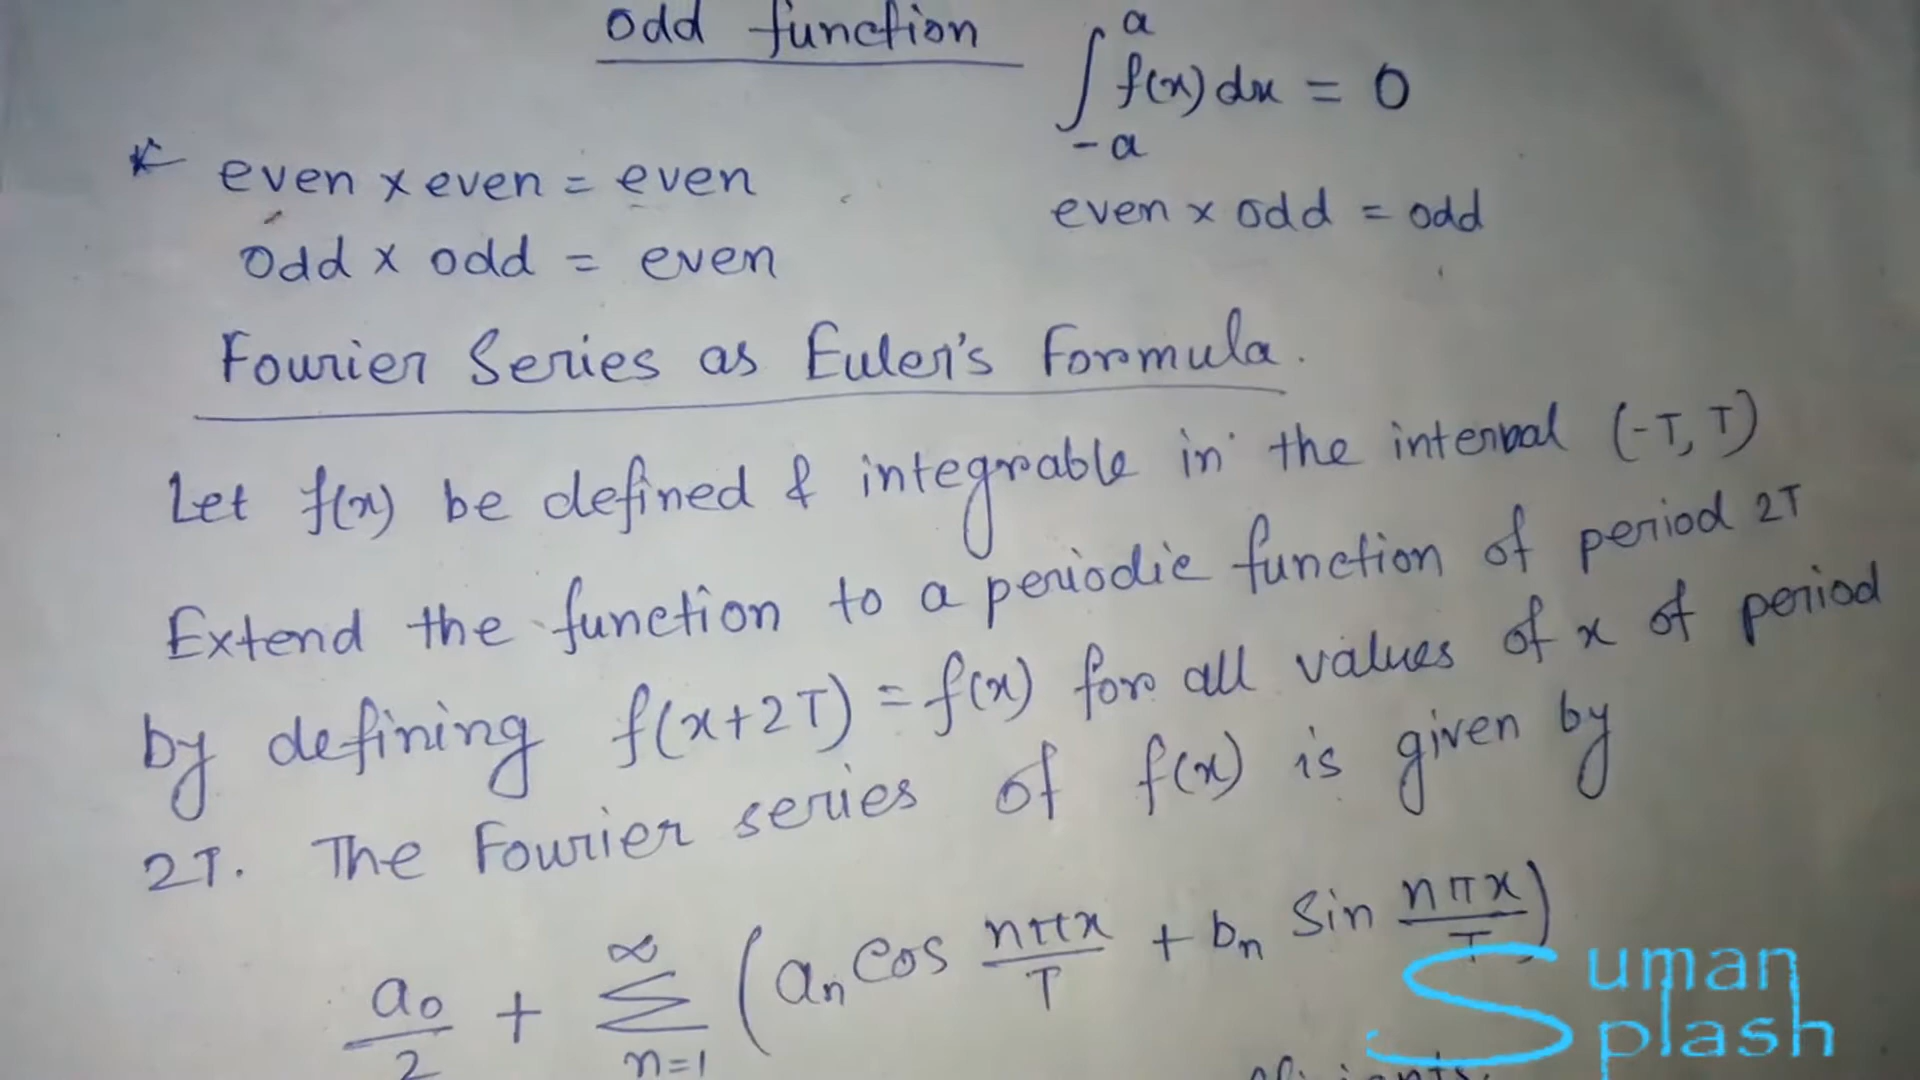 odd function
∫₋ₐᵃ f(x) dx = 0
even x even = even
even x odd = odd
odd x odd = even
Fourier Series as Euler's Formula.
Let f(x) be defined & integrable in the interval (-T, T)
Extend the function to a periodic function of period 2T
by defining f(x+2T) = f(x) for all values of x of period
2T. The Fourier series of f(x) is given by
a₀/2 + ∑ₙ₌₁^∞ (aₙ cos nπx/T + bₙ sin nπx/T)
Suman
Splash